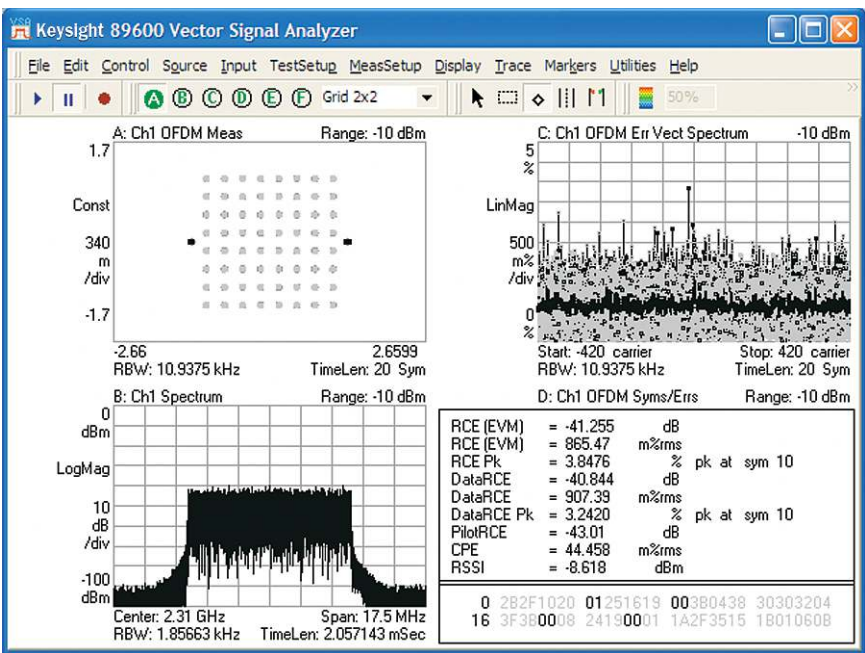 VSA
Keysight 89600 Vector Signal Analyzer
File Edit Control Source Input TestSetup MeasSetup Display Trace Markers Utilities Help
A B C D E F Grid 2x2 50%
A: Ch1 OFDM Meas Range: -10 dBm
1.7
Const
340
m
/div
-1.7
-2.66 2.6599
RBW: 10.9375 kHz TimeLen: 20 Sym
C: Ch1 OFDM Err Vect Spectrum -10 dBm
5
%
LinMag
500
m%
/div
0
%
Start: -420 carrier Stop: 420 carrier
RBW: 10.9375 kHz TimeLen: 20 Sym
B: Ch1 Spectrum Range: -10 dBm
0
dBm
LogMag
10
dB
/div
-100
dBm
Center: 2.31 GHz Span: 17.5 MHz
RBW: 1.85663 kHz TimeLen: 2.057143 mSec
D: Ch1 OFDM Syms/Errs Range: -10 dBm
RCE (EVM) = -41.255 dB
RCE (EVM) = 865.47 m%rms
RCE Pk = 3.8476 % pk at sym 10
DataRCE = -40.844 dB
DataRCE = 907.39 m%rms
DataRCE Pk = 3.2420 % pk at sym 10
PilotRCE = -43.01 dB
CPE = 44.458 m%rms
RSSI = -8.618 dBm
0 2B2F1020 01251619 003B0438 30303204
16 3F3B0008 24190001 1A2F3515 1B01060B